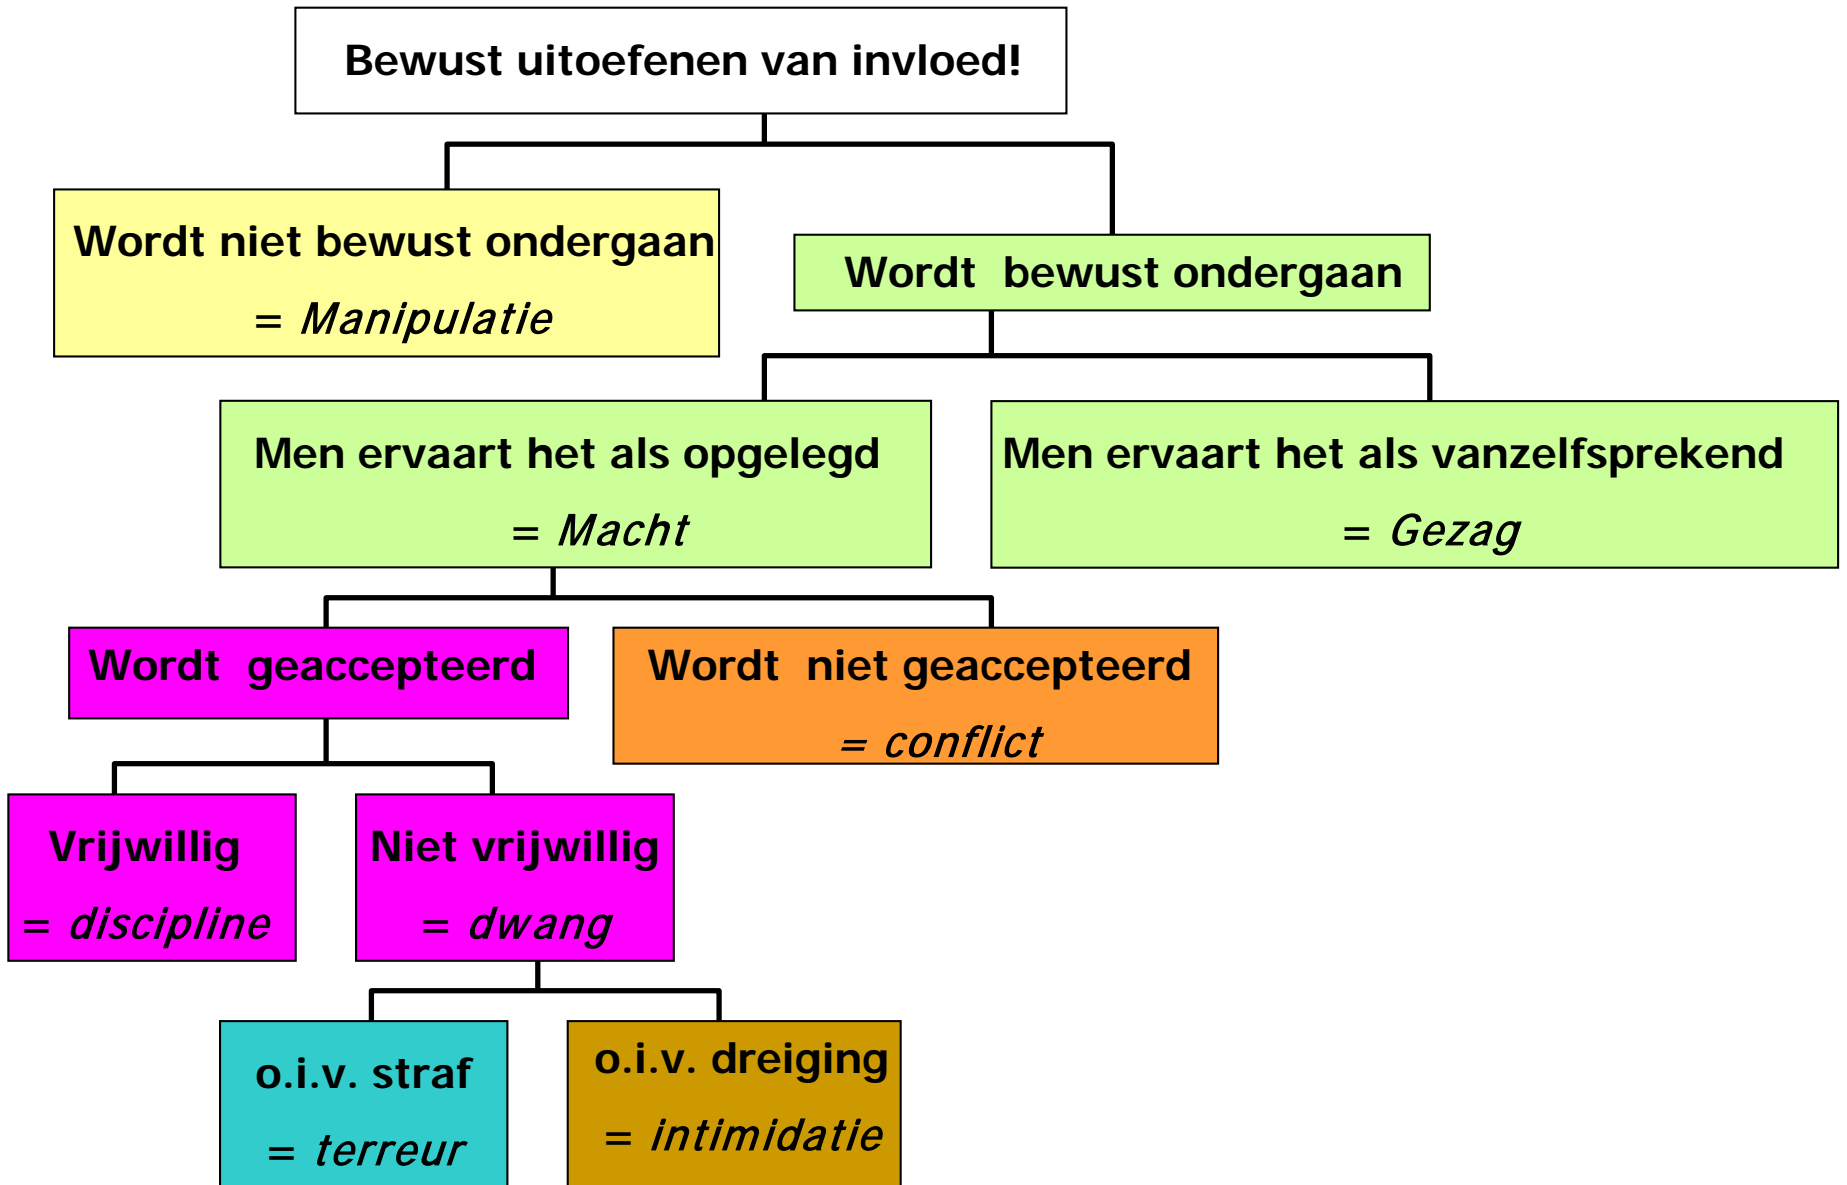 Bewust uitoefenen van invloed!
Wordt niet bewust ondergaan
= Manipulatie
Wordt bewust ondergaan
Men ervaart het als opgelegd
= Macht
Men ervaart het als vanzelfsprekend
= Gezag
Wordt geaccepteerd
Wordt niet geaccepteerd
= conflict
Vrijwillig
= discipline
Niet vrijwillig
= dwang
o.i.v. straf
= terreur
o.i.v. dreiging
= intimidatie